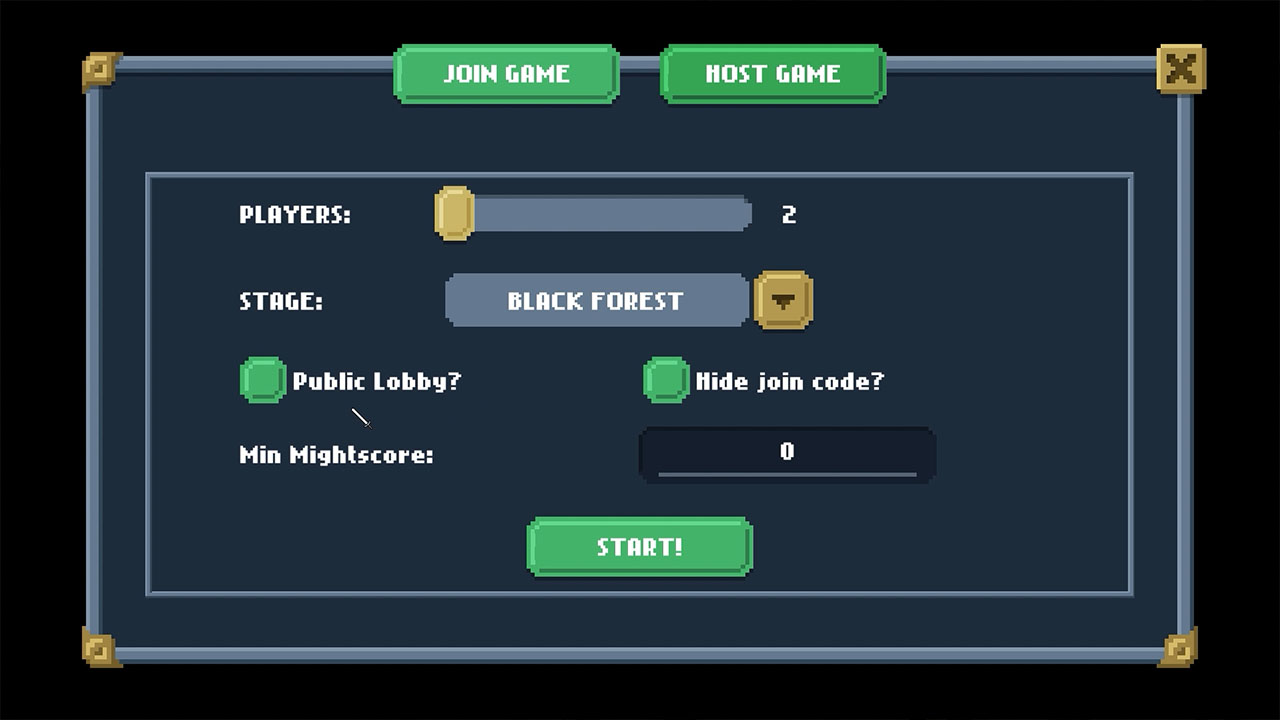 JOIN GAME
HOST GAME
PLAYERS:
2
STAGE:
BLACK FOREST
Public Lobby?
Hide join code?
Min Mightscore:
0
START!